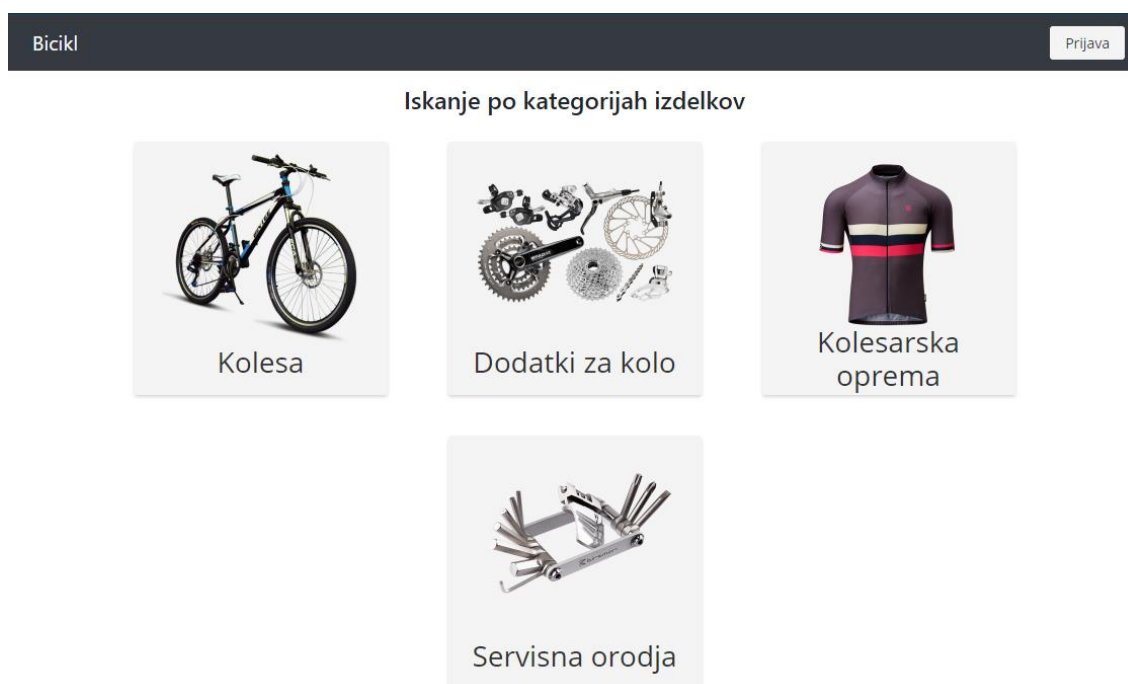 Bicikl
Prijava
Iskanje po kategorijah izdelkov
Kolesa
Dodatki za kolo
Kolesarska
oprema
Servisna orodja